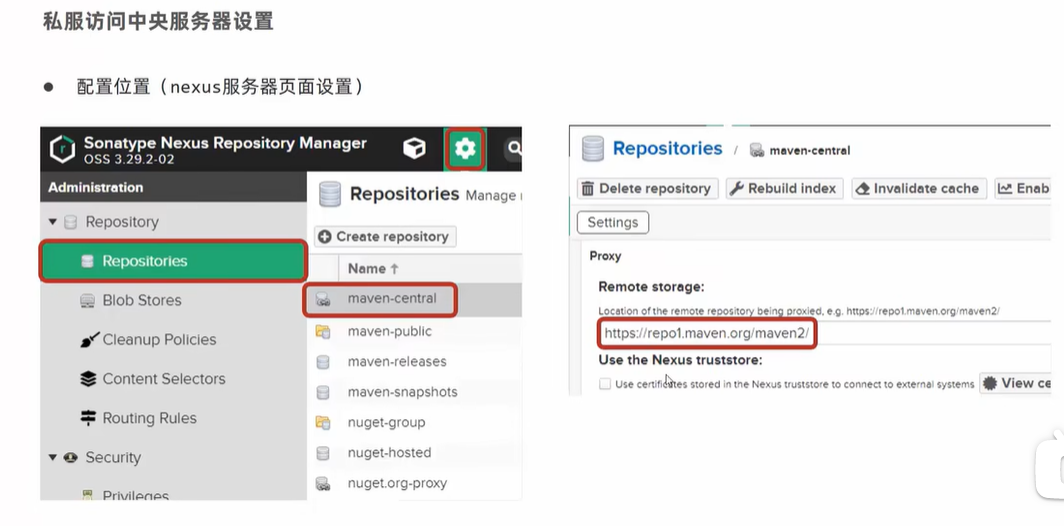 私服访问中央服务器设置
● 配置位置（nexus服务器页面设置）
Sonatype Nexus Repository Manager
OSS 3.29.2-02
Administration
Repository
Repositories
Blob Stores
Cleanup Policies
Content Selectors
Routing Rules
Security
Privileges
Repositories Manage
Create repository
Name ↑
maven-central
maven-public
maven-releases
maven-snapshots
nuget-group
nuget-hosted
nuget.org-proxy
Repositories / maven-central
Delete repository Rebuild index Invalidate cache Enab
Settings
Proxy
Remote storage:
Location of the remote repository being proxied, e.g. https://repo1.maven.org/maven2/
https://repo1.maven.org/maven2/
Use the Nexus truststore:
Use certificates stored in the Nexus truststore to connect to external systems View ce